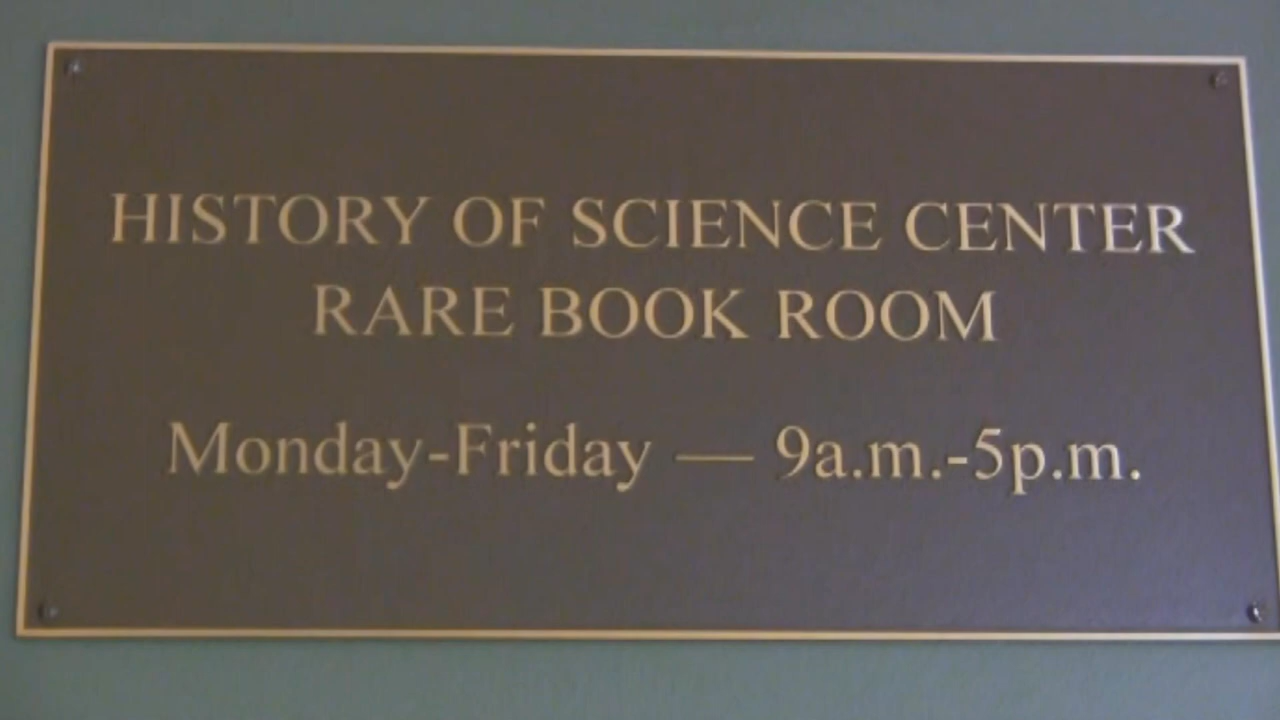 HISTORY OF SCIENCE CENTER
RARE BOOK ROOM
Monday-Friday — 9a.m.-5p.m.